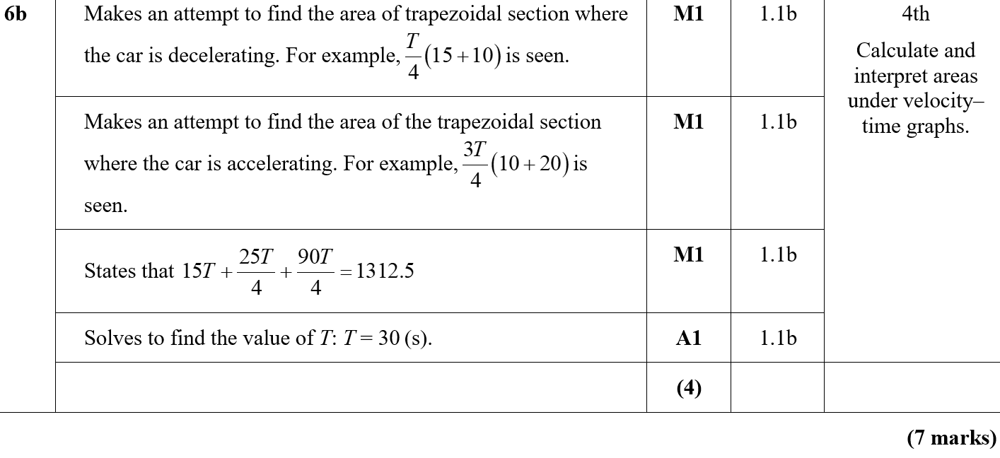 6b Makes an attempt to find the area of trapezoidal section where M1 1.1b 4th
the car is decelerating. For example, T/4 (15 + 10) is seen. Calculate and
interpret areas
under velocity–
time graphs.
Makes an attempt to find the area of the trapezoidal section M1 1.1b
where the car is accelerating. For example, 3T/4 (10 + 20) is
seen.
States that 15T + 25T/4 + 90T/4 = 1312.5 M1 1.1b
Solves to find the value of T: T = 30 (s). A1 1.1b
(4)
(7 marks)